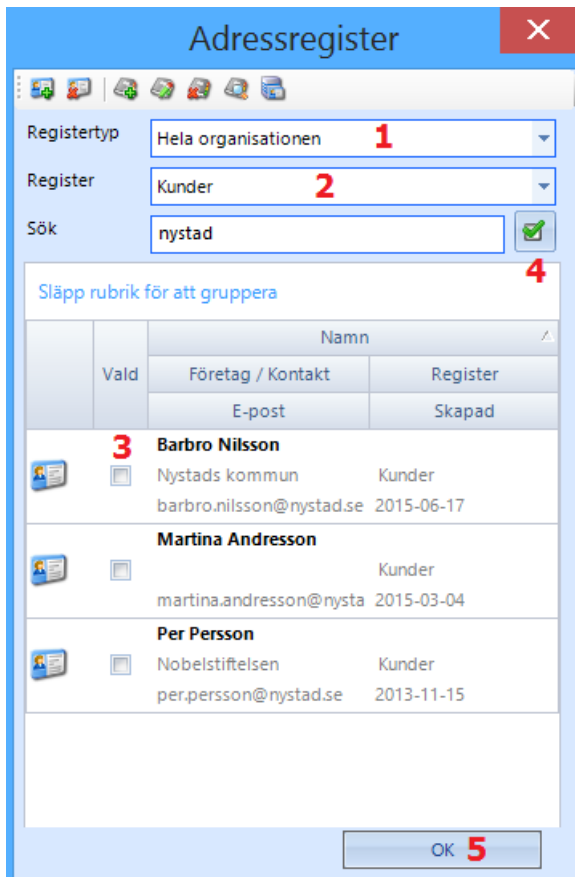 Adressregister
Registertyp Hela organisationen 1
Register Kunder 2
Sök nystad
4
Släpp rubrik för att gruppera
Namn
Vald Företag / Kontakt Register
E-post Skapad
3 Barbro Nilsson
Nystads kommun Kunder
barbro.nilsson@nystad.se 2015-06-17
Martina Andresson
Kunder
martina.andresson@nysta 2015-03-04
Per Persson
Nobelstiftelsen Kunder
per.persson@nystad.se 2013-11-15
OK 5